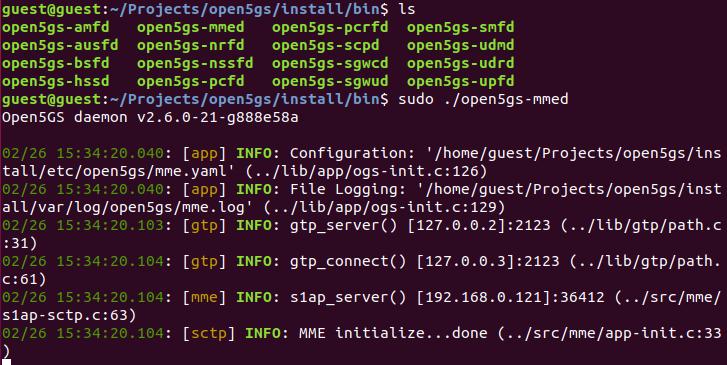 guest@guest:~/Projects/open5gs/install/bin$ ls
open5gs-amfd open5gs-mmed open5gs-pcrfd open5gs-smfd
open5gs-ausfd open5gs-nrfd open5gs-scpd open5gs-udmd
open5gs-bsfd open5gs-nssfd open5gs-sgwcd open5gs-udrd
open5gs-hssd open5gs-pcfd open5gs-sgwud open5gs-upfd
guest@guest:~/Projects/open5gs/install/bin$ sudo ./open5gs-mmed
Open5GS daemon v2.6.0-21-g888e58a
02/26 15:34:20.040: [app] INFO: Configuration: '/home/guest/Projects/open5gs/ins
tall/etc/open5gs/mme.yaml' (../lib/app/ogs-init.c:126)
02/26 15:34:20.040: [app] INFO: File Logging: '/home/guest/Projects/open5gs/inst
all/var/log/open5gs/mme.log' (../lib/app/ogs-init.c:129)
02/26 15:34:20.103: [gtp] INFO: gtp_server() [127.0.0.2]:2123 (../lib/gtp/path.c
:31)
02/26 15:34:20.104: [gtp] INFO: gtp_connect() [127.0.0.3]:2123 (../lib/gtp/path.
c:61)
02/26 15:34:20.104: [mme] INFO: s1ap_server() [192.168.0.121]:36412 (../src/mme/
s1ap-sctp.c:63)
02/26 15:34:20.104: [sctp] INFO: MME initialize...done (../src/mme/app-init.c:33
)